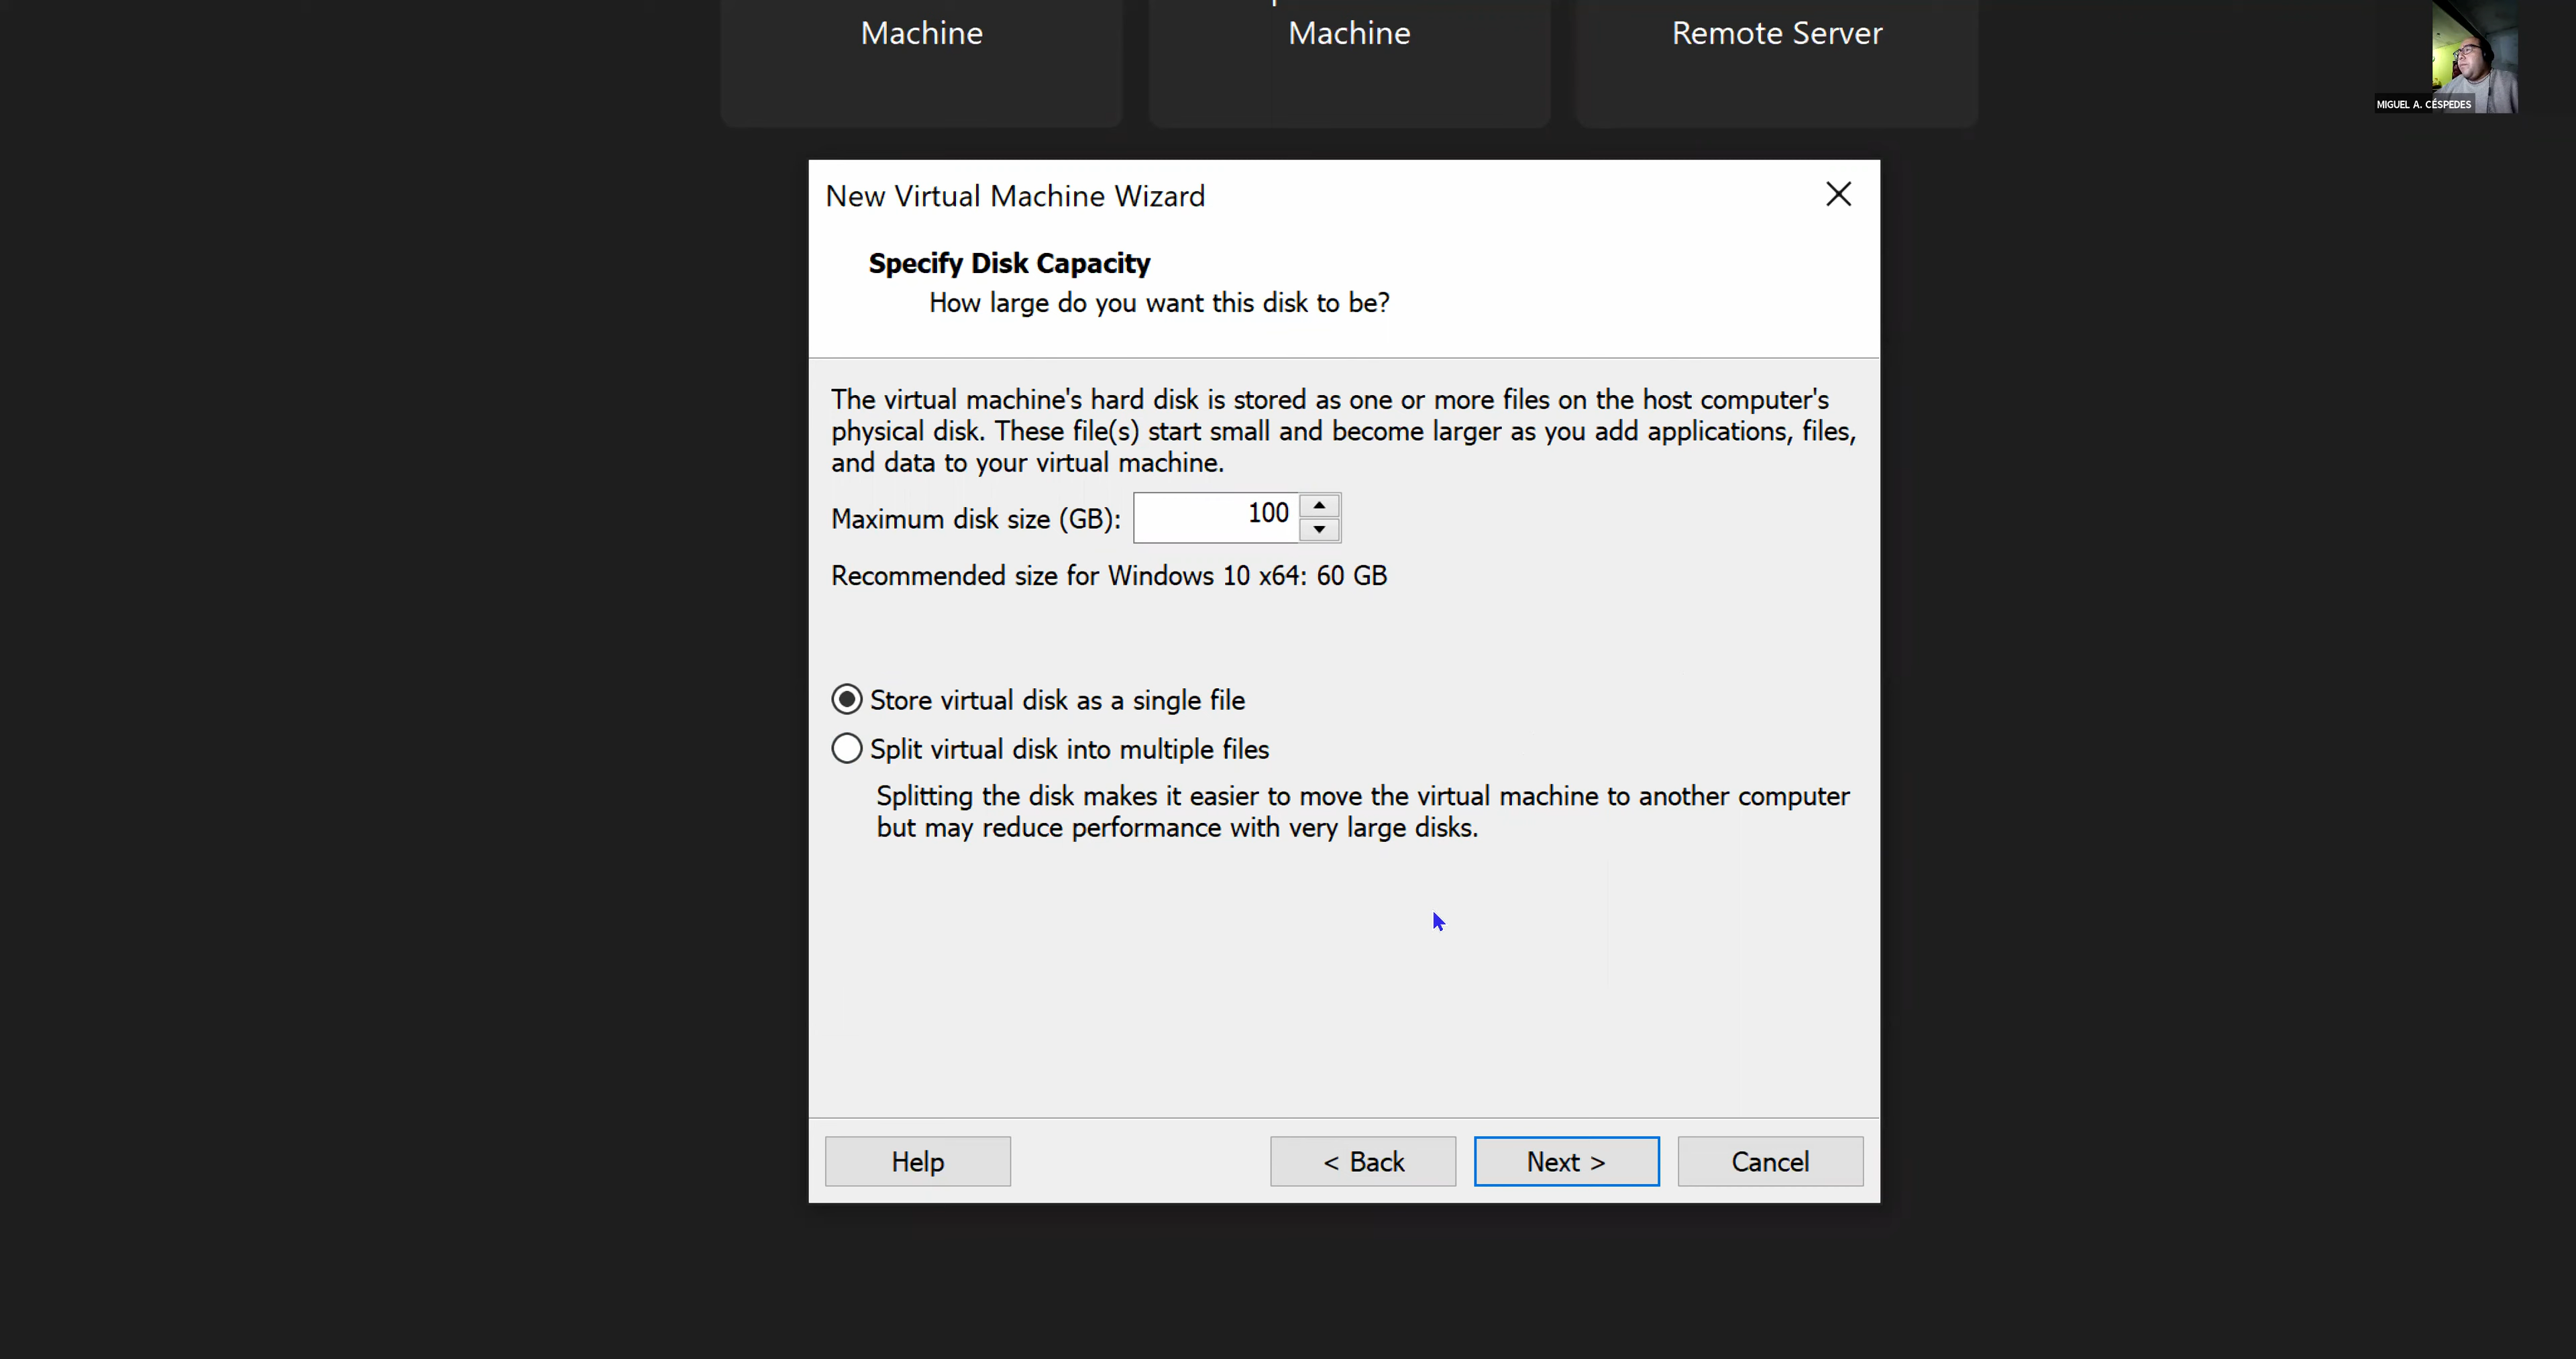 Machine
Machine
Remote Server
MIGUEL A. CÉSPEDES
New Virtual Machine Wizard
Specify Disk Capacity
How large do you want this disk to be?
The virtual machine's hard disk is stored as one or more files on the host computer's
physical disk. These file(s) start small and become larger as you add applications, files,
and data to your virtual machine.
Maximum disk size (GB): 100
Recommended size for Windows 10 x64: 60 GB
Store virtual disk as a single file
Split virtual disk into multiple files
Splitting the disk makes it easier to move the virtual machine to another computer
but may reduce performance with very large disks.
Help
< Back
Next >
Cancel